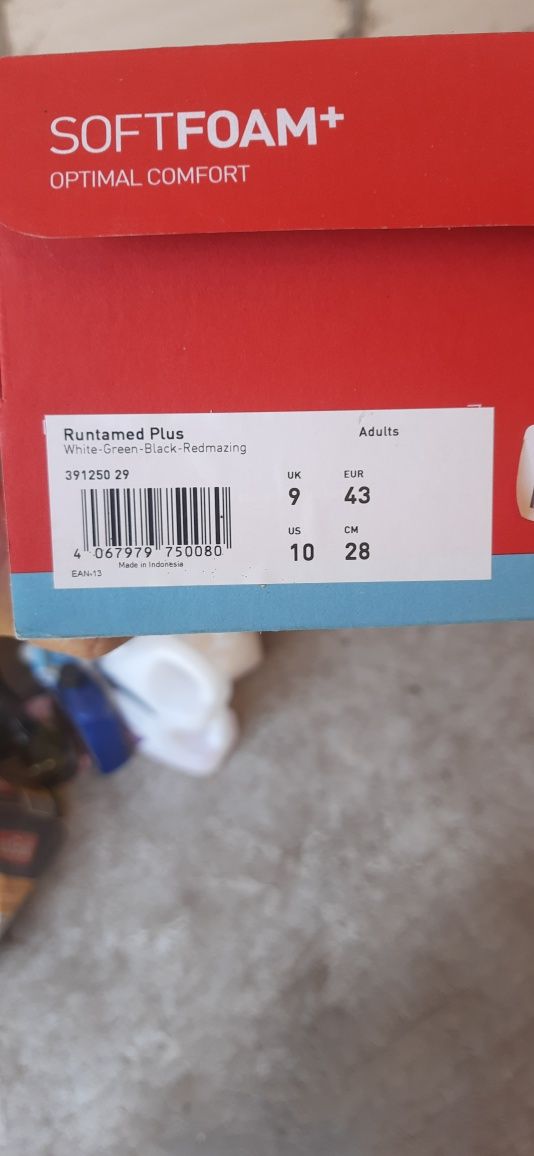 SOFTFOAM+
OPTIMAL COMFORT
Runtamed Plus
Adults
White-Green-Black-Redmazing
391250 29
UK
EUR
9
43
US
CM
10
28
4 067979 750080
Made in Indonesia
EAN-13